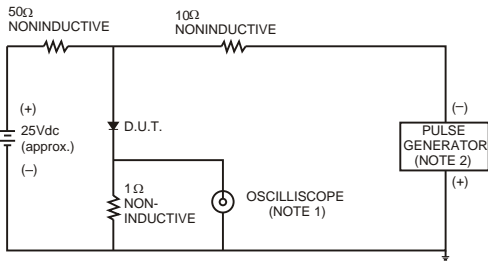 50Ω
NONINDUCTIVE
10Ω
NONINDUCTIVE
(+)
25Vdc
(approx.)
(–)
D.U.T.
1Ω
NON-
INDUCTIVE
OSCILLISCOPE
(NOTE 1)
(–)
PULSE
GENERATOR
(NOTE 2)
(+)